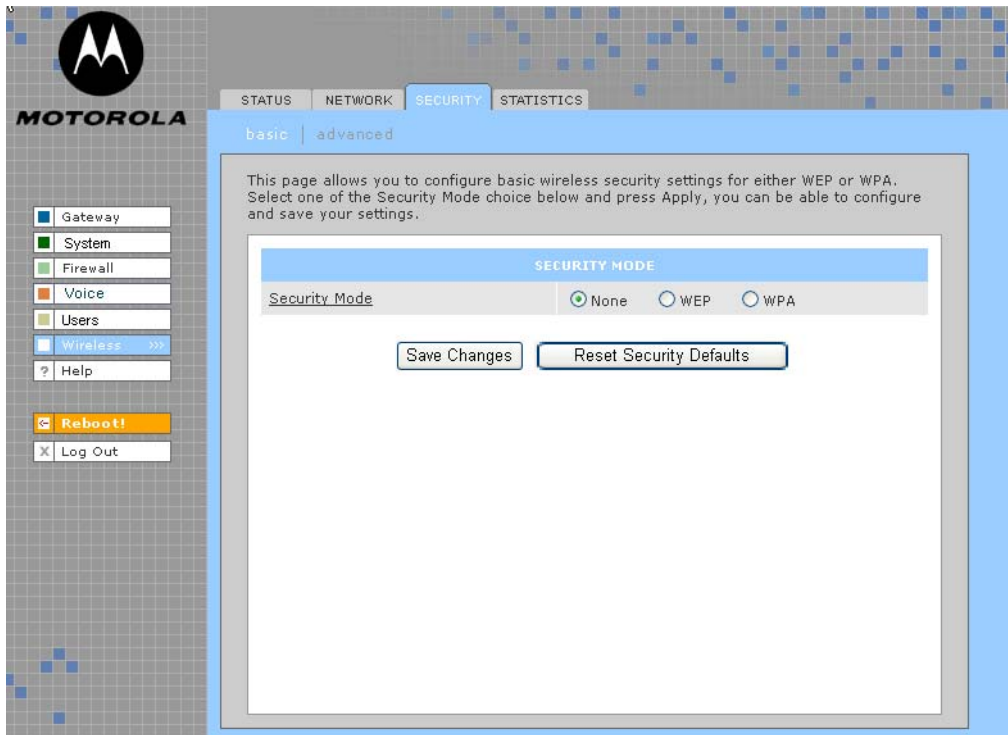 MOTOROLA
STATUS NETWORK SECURITY STATISTICS
basic | advanced
This page allows you to configure basic wireless security settings for either WEP or WPA.
Select one of the Security Mode choice below and press Apply, you can be able to configure
and save your settings.
SECURITY MODE
Security Mode None WEP WPA
Save Changes Reset Security Defaults
Gateway
System
Firewall
Voice
Users
Wireless >>>
? Help
Reboot!
X Log Out